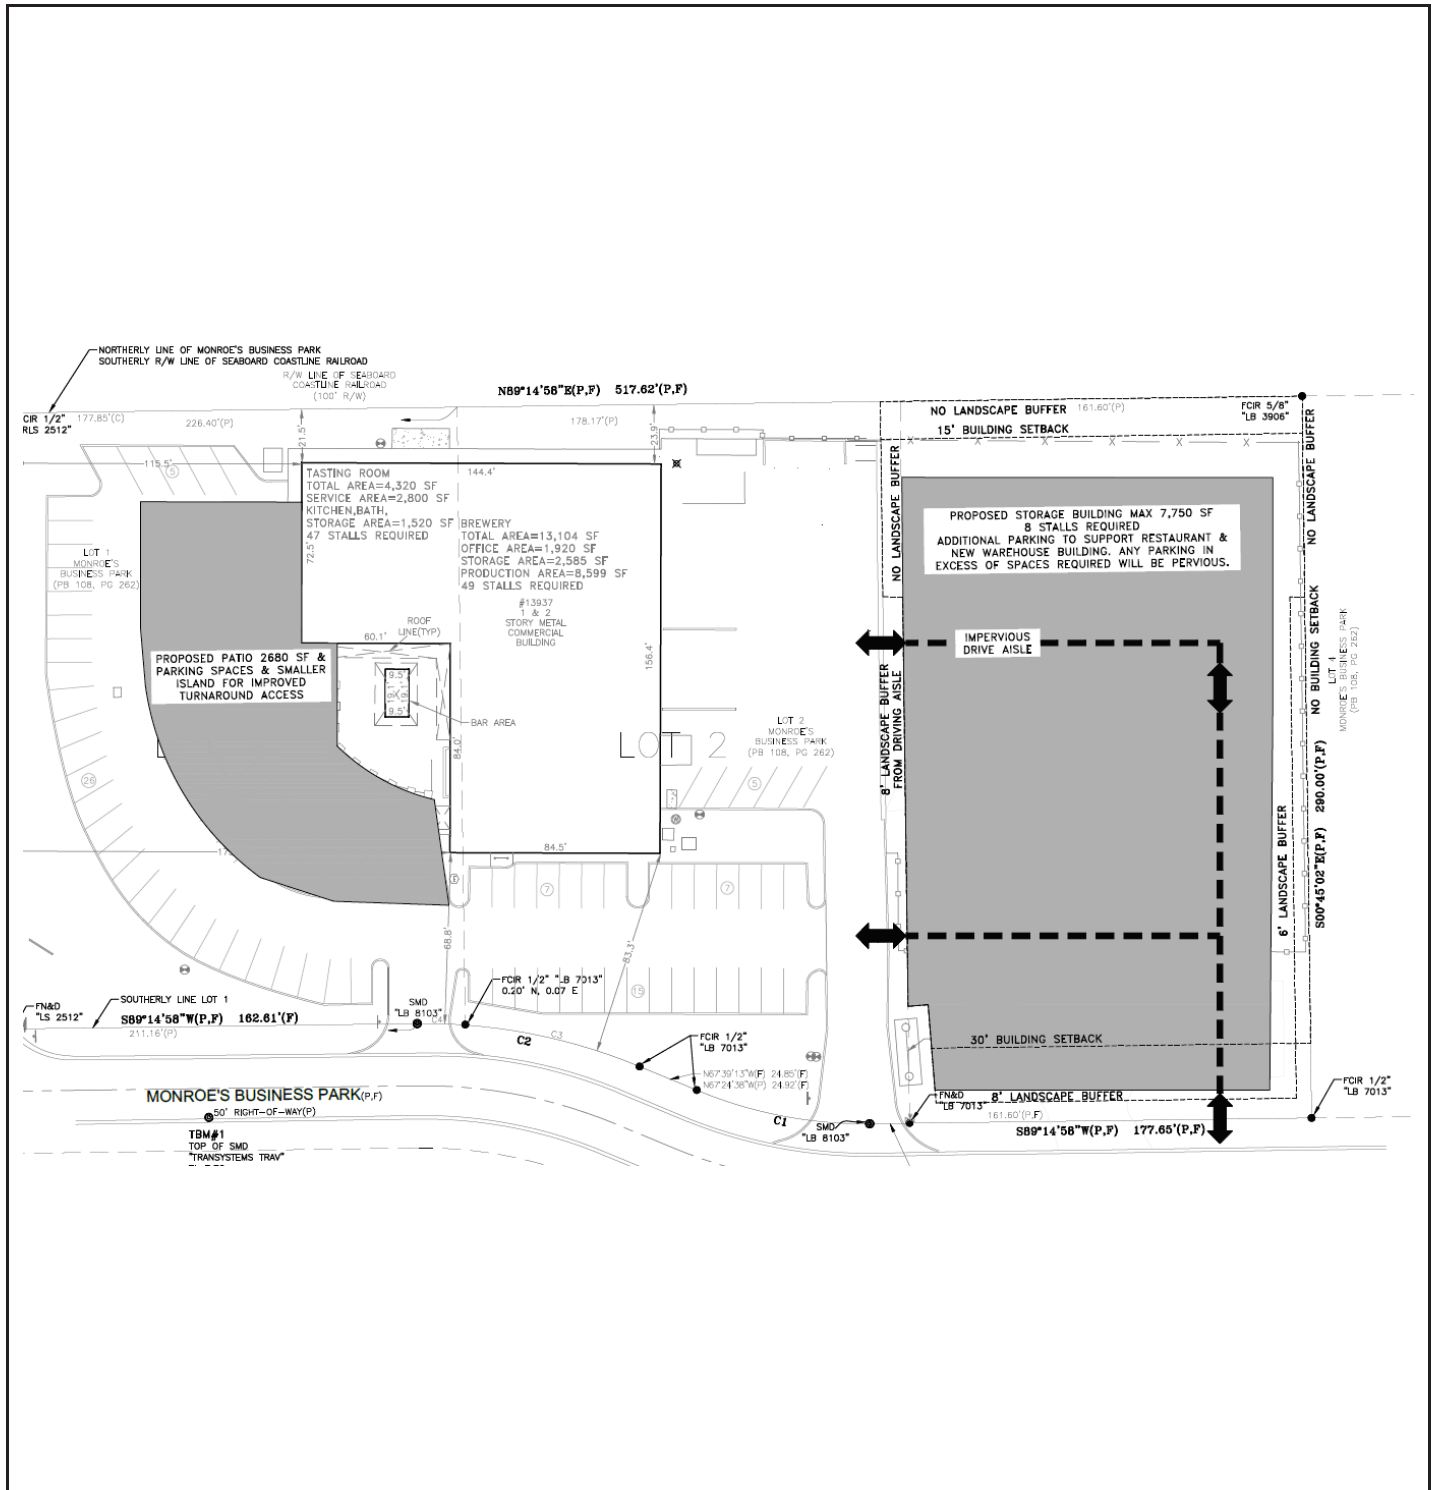 NORTHERLY LINE OF MONROE'S BUSINESS PARK
SOUTHERLY R/W LINE OF SEABOARD COASTLINE RAILROAD
R/W LINE OF SEABOARD
COASTLINE RAILROAD
(100' R/W)
N89°14'58"E(P,F) 517.62'(P,F)
CIR 1/2"
RLS 2512"
177.85'(C)
226.40'(P)
21.5'
178.17'(P)
23.9'
NO LANDSCAPE BUFFER
161.60'(P)
15' BUILDING SETBACK
FCIR 5/8"
"LB 3906"
NO LANDSCAPE BUFFER
NO LANDSCAPE BUFFER
115.5'
5
TASTING ROOM
TOTAL AREA=4,320 SF
SERVICE AREA=2,800 SF
KITCHEN,BATH,
STORAGE AREA=1,520 SF
47 STALLS REQUIRED
144.4'
72.5'
BREWERY
TOTAL AREA=13,104 SF
OFFICE AREA=1,920 SF
STORAGE AREA=2,585 SF
PRODUCTION AREA=8,599 SF
49 STALLS REQUIRED
#13937
1 & 2
STORY METAL
COMMERCIAL
BUILDING
PROPOSED STORAGE BUILDING MAX 7,750 SF
8 STALLS REQUIRED
ADDITIONAL PARKING TO SUPPORT RESTAURANT &
NEW WAREHOUSE BUILDING. ANY PARKING IN
EXCESS OF SPACES REQUIRED WILL BE PERVIOUS.
LOT 1
MONROE'S
BUSINESS PARK
(PB 108, PG 262)
ROOF
LINE(TYP)
60.1'
156.4'
IMPERVIOUS
DRIVE AISLE
NO BUILDING SETBACK
LOT 4
MONROE'S BUSINESS PARK
(PB 108, PG 262)
PROPOSED PATIO 2680 SF &
PARKING SPACES & SMALLER
ISLAND FOR IMPROVED
TURNAROUND ACCESS
9.5'
19.1'
19.1'
9.5'
BAR AREA
84.0'
LOT 2
LOT 2
MONROE'S
BUSINESS PARK
(PB 108, PG 262)
8' LANDSCAPE BUFFER
FROM DRIVING AISLE
S00°45'02"E(P,F) 290.00'(P,F)
6' LANDSCAPE BUFFER
26
5
84.5'
7
7
68.8'
83.3'
15
FN&D
"LS 2512"
SOUTHERLY LINE LOT 1
S89°14'58"W(P,F) 162.61'(F)
211.16'(P)
SMD
"LB 8103"
C4
FCIR 1/2" "LB 7013"
0.20' N, 0.07 E
C3
C2
FCIR 1/2"
"LB 7013"
N67°39'13"W(F) 24.85'(F)
N67°24'38"W(P) 24.92'(F)
C1
30' BUILDING SETBACK
MONROE'S BUSINESS PARK(P,F)
50' RIGHT-OF-WAY(P)
TBM#1
TOP OF SMD
"TRANSYSTEMS TRAV"
SMD
"LB 8103"
FN&D
"LB 7013"
8' LANDSCAPE BUFFER
161.60'(P,F)
S89°14'58"W(P,F) 177.65'(P,F)
FCIR 1/2"
"LB 7013"